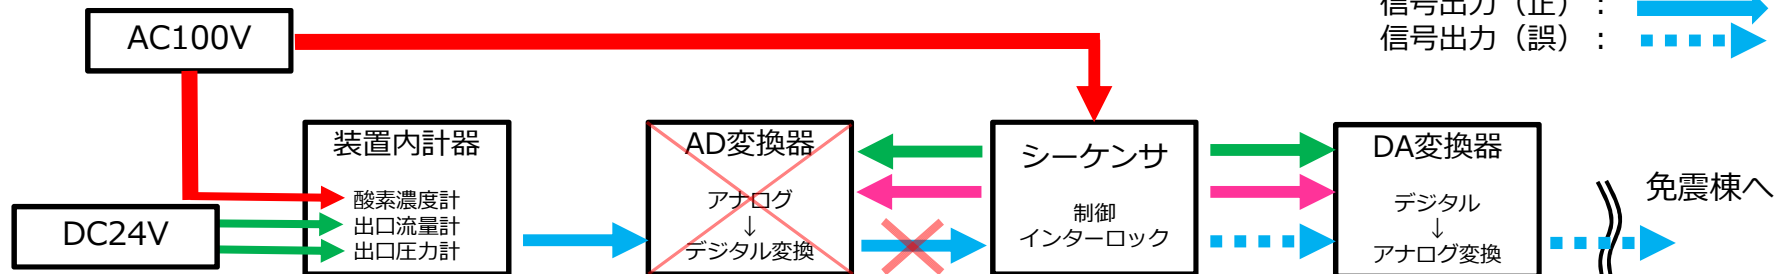 信号出力（正）：
AC100V
信号出力（誤）：
装置内計器
AD変換器
シーケンサ
DA変換器
酸素濃度計
出口流量計
出口圧力計
アナログ
↓
デジタル変換
制御
インターロック
デジタル
↓
アナログ変換
免震棟へ
DC24V